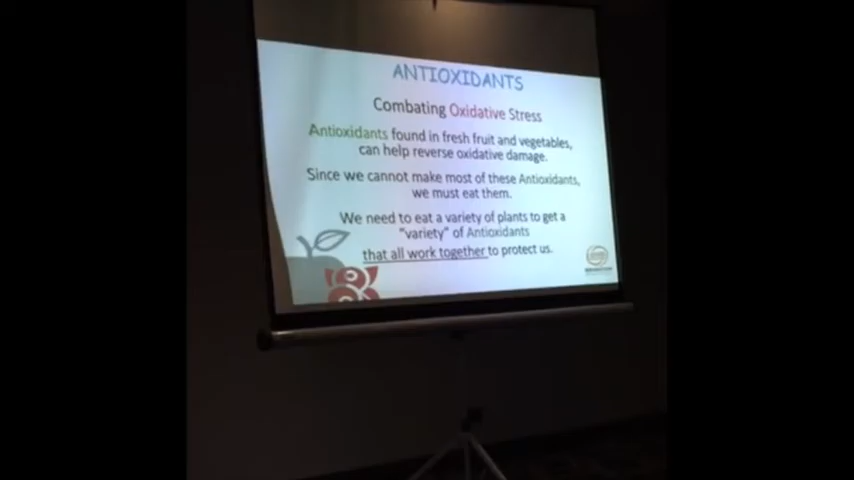 ANTIOXIDANTS
Combating Oxidative Stress
Antioxidants found in fresh fruit and vegetables,
can help reverse oxidative damage.
Since we cannot make most of these Antioxidants,
we must eat them.
We need to eat a variety of plants to get a
"variety" of Antioxidants
that all work together to protect us.